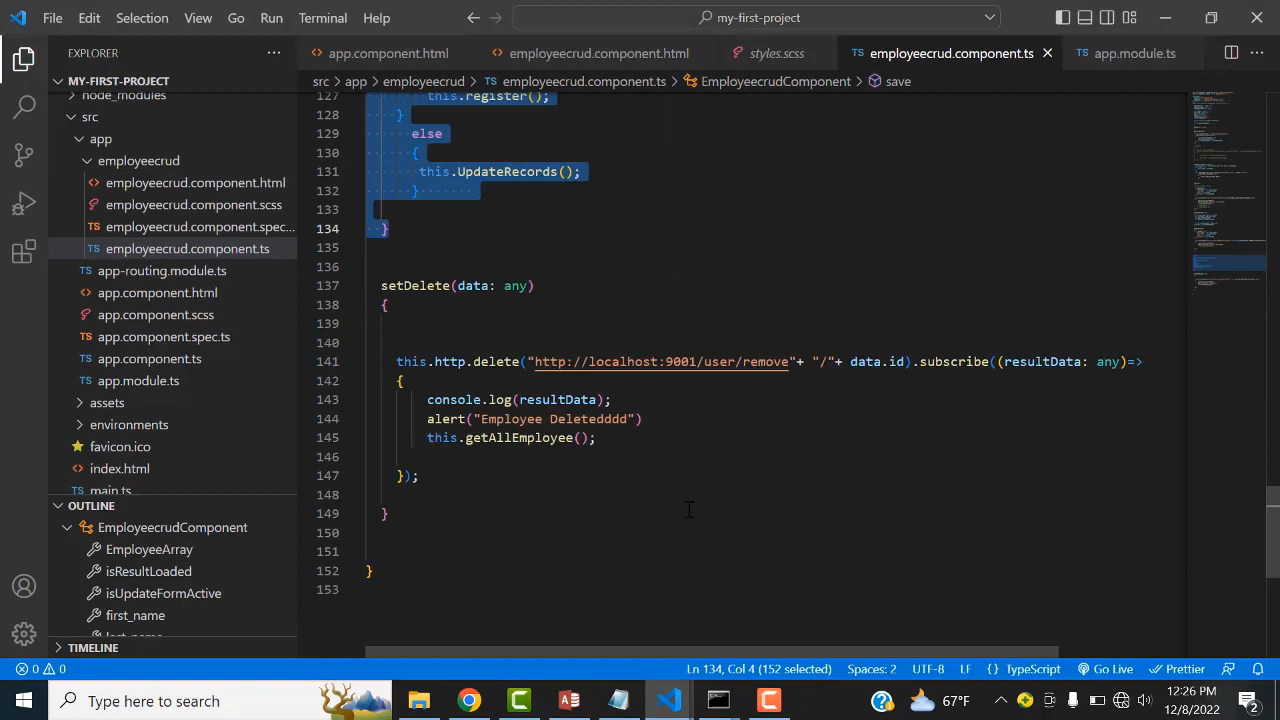 File Edit Selection View Go Run Terminal Help my-first-project
EXPLORER
app.component.html employeecrud.component.html styles.scss employeecrud.component.ts app.module.ts
MY-FIRST-PROJECT
src app employeecrud employeecrud.component.ts EmployeecrudComponent save
node_modules
src
app
employeecrud
employeecrud.component.html
employeecrud.component.scss
employeecrud.component.spec...
employeecrud.component.ts
app-routing.module.ts
app.component.html
app.component.scss
app.component.spec.ts
app.component.ts
app.module.ts
assets
environments
favicon.ico
index.html
main.ts
OUTLINE
EmployeecrudComponent
EmployeeArray
isResultLoaded
isUpdateFormActive
first_name
TIMELINE
127 this.register();
128 }
129 else
130 {
131 this.UpdateRecords();
132 }
133
134 }
135
136
137 setDelete(data: any)
138 {
139
140
141 this.http.delete("http://localhost:9001/user/remove"+ "/"+ data.id).subscribe((resultData: any)=>
142 {
143 console.log(resultData);
144 alert("Employee Deletedddd")
145 this.getAllEmployee();
146
147 });
148
149 }
150
151
152 }
153
0 0 Ln 134, Col 4 (152 selected) Spaces: 2 UTF-8 LF {} TypeScript Go Live Prettier
Type here to search 67°F 12:26 PM
12/8/2022
2